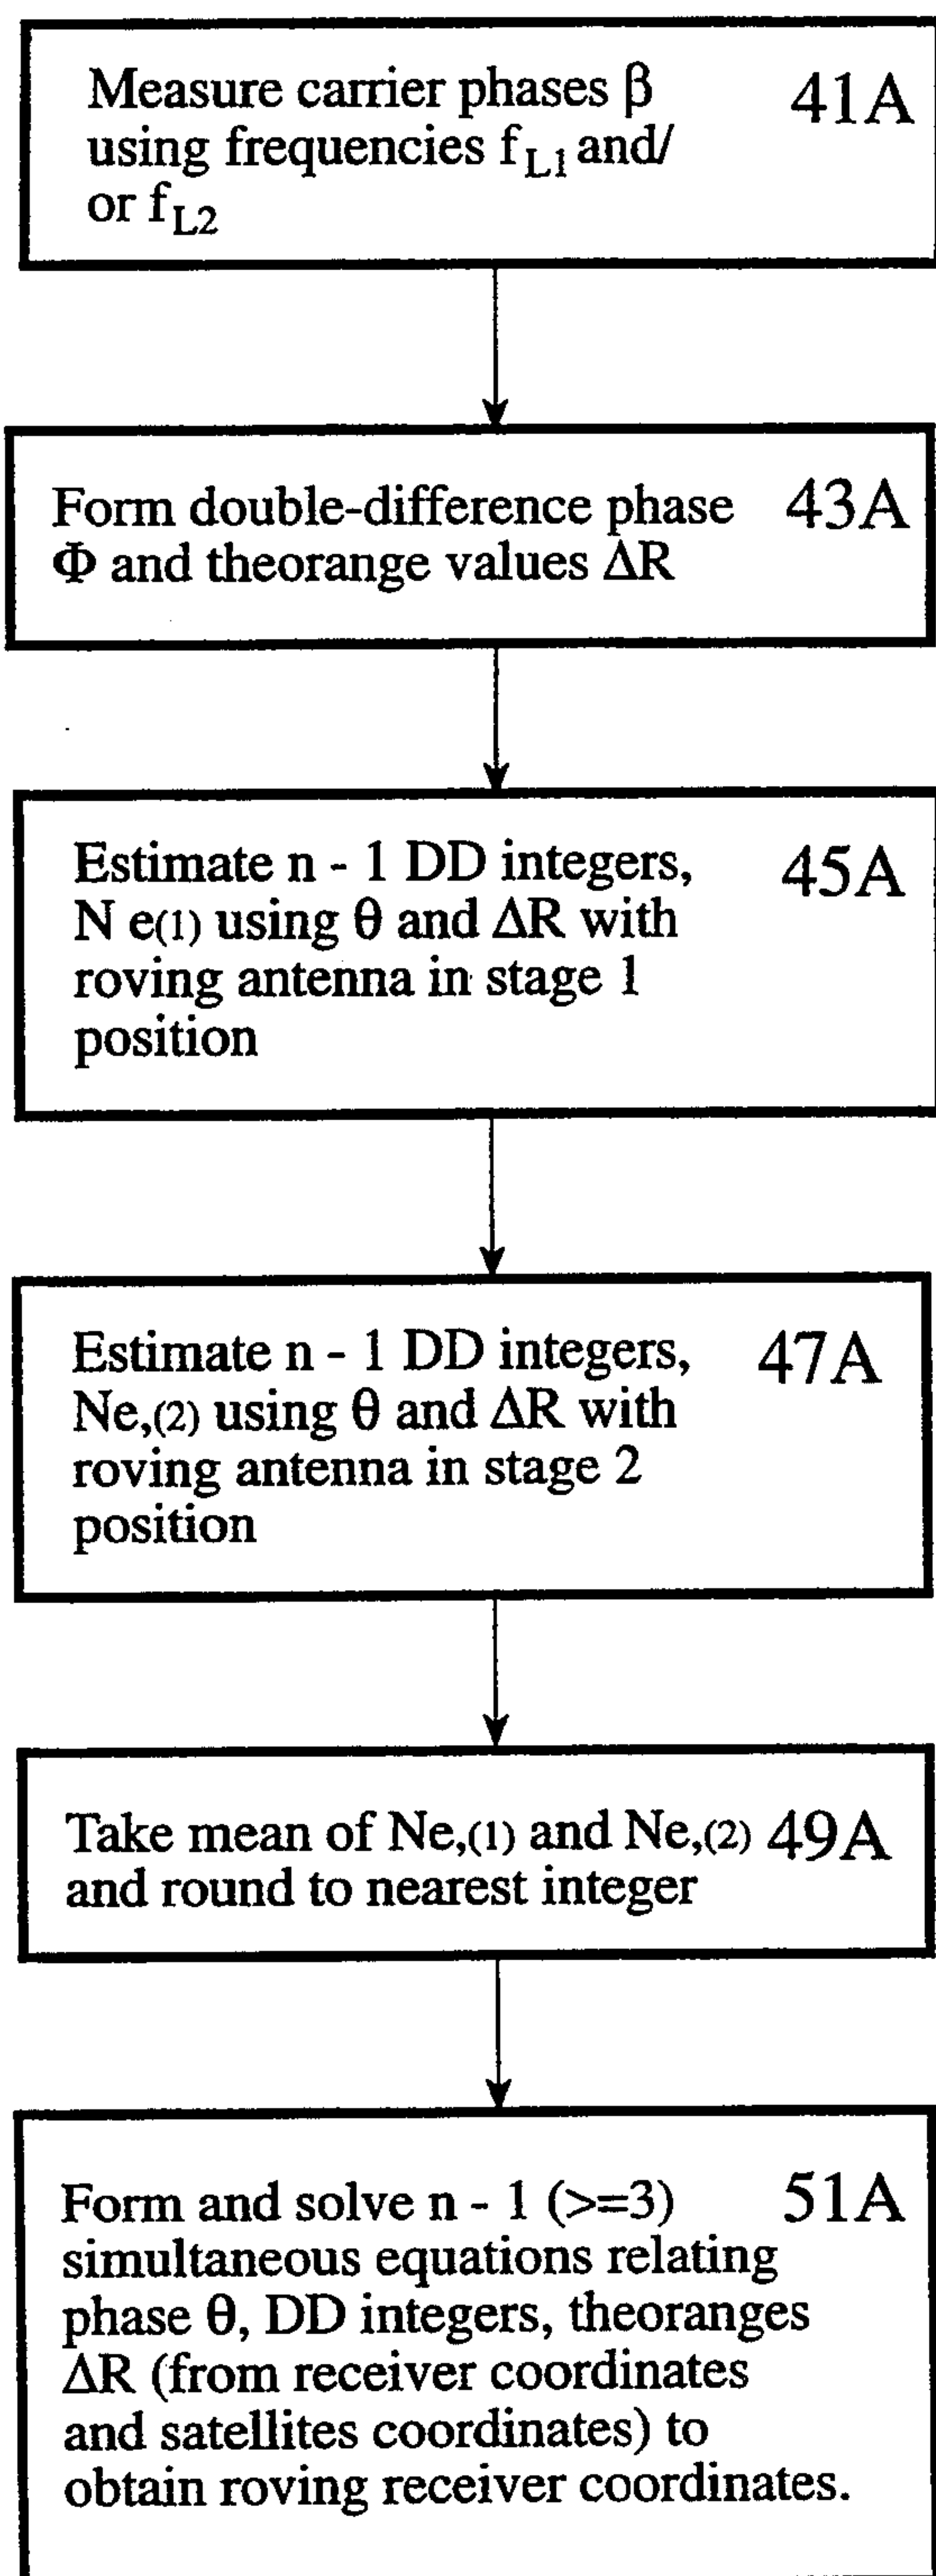 Measure carrier phases β 41A
using frequencies fL1 and/
or fL2
Form double-difference phase 43A
Φ and theorange values ΔR
Estimate n - 1 DD integers, 45A
N e(1) using θ and ΔR with
roving antenna in stage 1
position
Estimate n - 1 DD integers, 47A
Ne,(2) using θ and ΔR with
roving antenna in stage 2
position
Take mean of Ne,(1) and Ne,(2) 49A
and round to nearest integer
Form and solve n - 1 (>=3) 51A
simultaneous equations relating
phase θ, DD integers, theoranges
ΔR (from receiver coordinates
and satellites coordinates) to
obtain roving receiver coordinates.